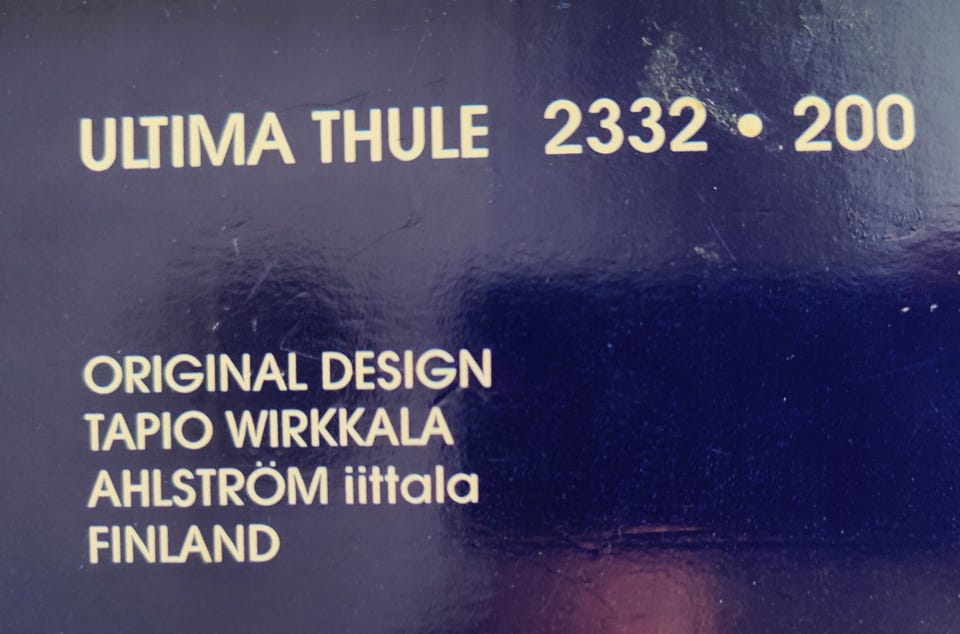 ULTIMA THULE 2332 • 200
ORIGINAL DESIGN
TAPIO WIRKKALA
AHLSTRÖM iittala
FINLAND